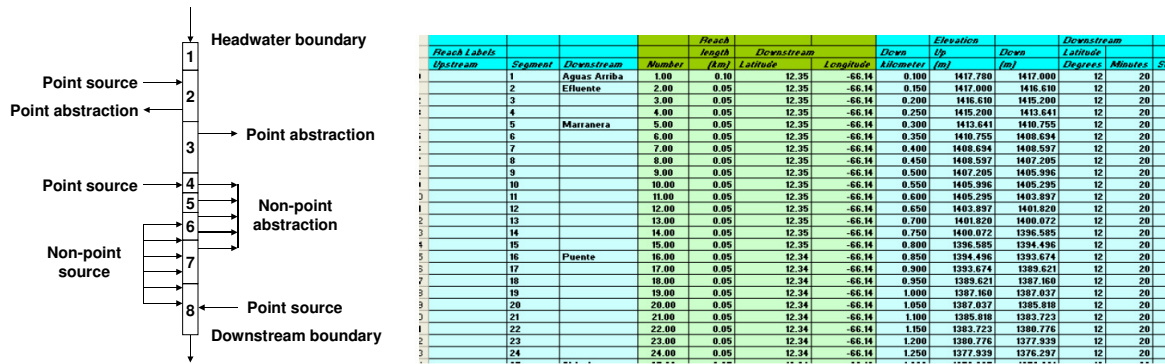 Headwater boundary
1
Point source
2
Point abstraction
Point abstraction
3
Point source
4
5
Non-point
abstraction
6
Non-point
source
7
Point source
8
Downstream boundary
Reach Elevation Downstream
Reach Labels length Downstream Down Up Down Latitude
Upstream Segment Downstream Number (km) Latitude Longitude kilometer (m) (m) Degrees Minutes
1 Aguas Arriba 1.00 0.10 12.35 -66.14 0.100 1417.780 1417.000 12 20
2 Efluente 2.00 0.05 12.35 -66.14 0.150 1417.000 1416.610 12 20
3 3.00 0.05 12.35 -66.14 0.200 1416.610 1415.200 12 20
4 4.00 0.05 12.35 -66.14 0.250 1415.200 1413.641 12 20
5 Marranera 5.00 0.05 12.35 -66.14 0.300 1413.641 1410.755 12 20
6 6.00 0.05 12.35 -66.14 0.350 1410.755 1408.694 12 20
7 7.00 0.05 12.35 -66.14 0.400 1408.694 1408.597 12 20
8 8.00 0.05 12.35 -66.14 0.450 1408.597 1407.205 12 20
9 9.00 0.05 12.35 -66.14 0.500 1407.205 1405.996 12 20
10 10.00 0.05 12.35 -66.14 0.550 1405.996 1405.295 12 20
11 11.00 0.05 12.35 -66.14 0.600 1405.295 1403.897 12 20
12 12.00 0.05 12.35 -66.14 0.650 1403.897 1401.820 12 20
13 13.00 0.05 12.35 -66.14 0.700 1401.820 1400.072 12 20
14 14.00 0.05 12.35 -66.14 0.750 1400.072 1396.585 12 20
15 15.00 0.05 12.35 -66.14 0.800 1396.585 1394.496 12 20
16 Puente 16.00 0.05 12.34 -66.14 0.850 1394.496 1393.674 12 20
17 17.00 0.05 12.34 -66.14 0.900 1393.674 1389.621 12 20
18 18.00 0.05 12.34 -66.14 0.950 1389.621 1387.160 12 20
19 19.00 0.05 12.34 -66.14 1.000 1387.160 1387.037 12 20
20 20.00 0.05 12.34 -66.14 1.050 1387.037 1385.818 12 20
21 21.00 0.05 12.34 -66.14 1.100 1385.818 1383.723 12 20
22 22.00 0.05 12.34 -66.14 1.150 1383.723 1380.776 12 20
23 23.00 0.05 12.34 -66.14 1.200 1380.776 1377.939 12 20
24 24.00 0.05 12.34 -66.14 1.250 1377.939 12 20